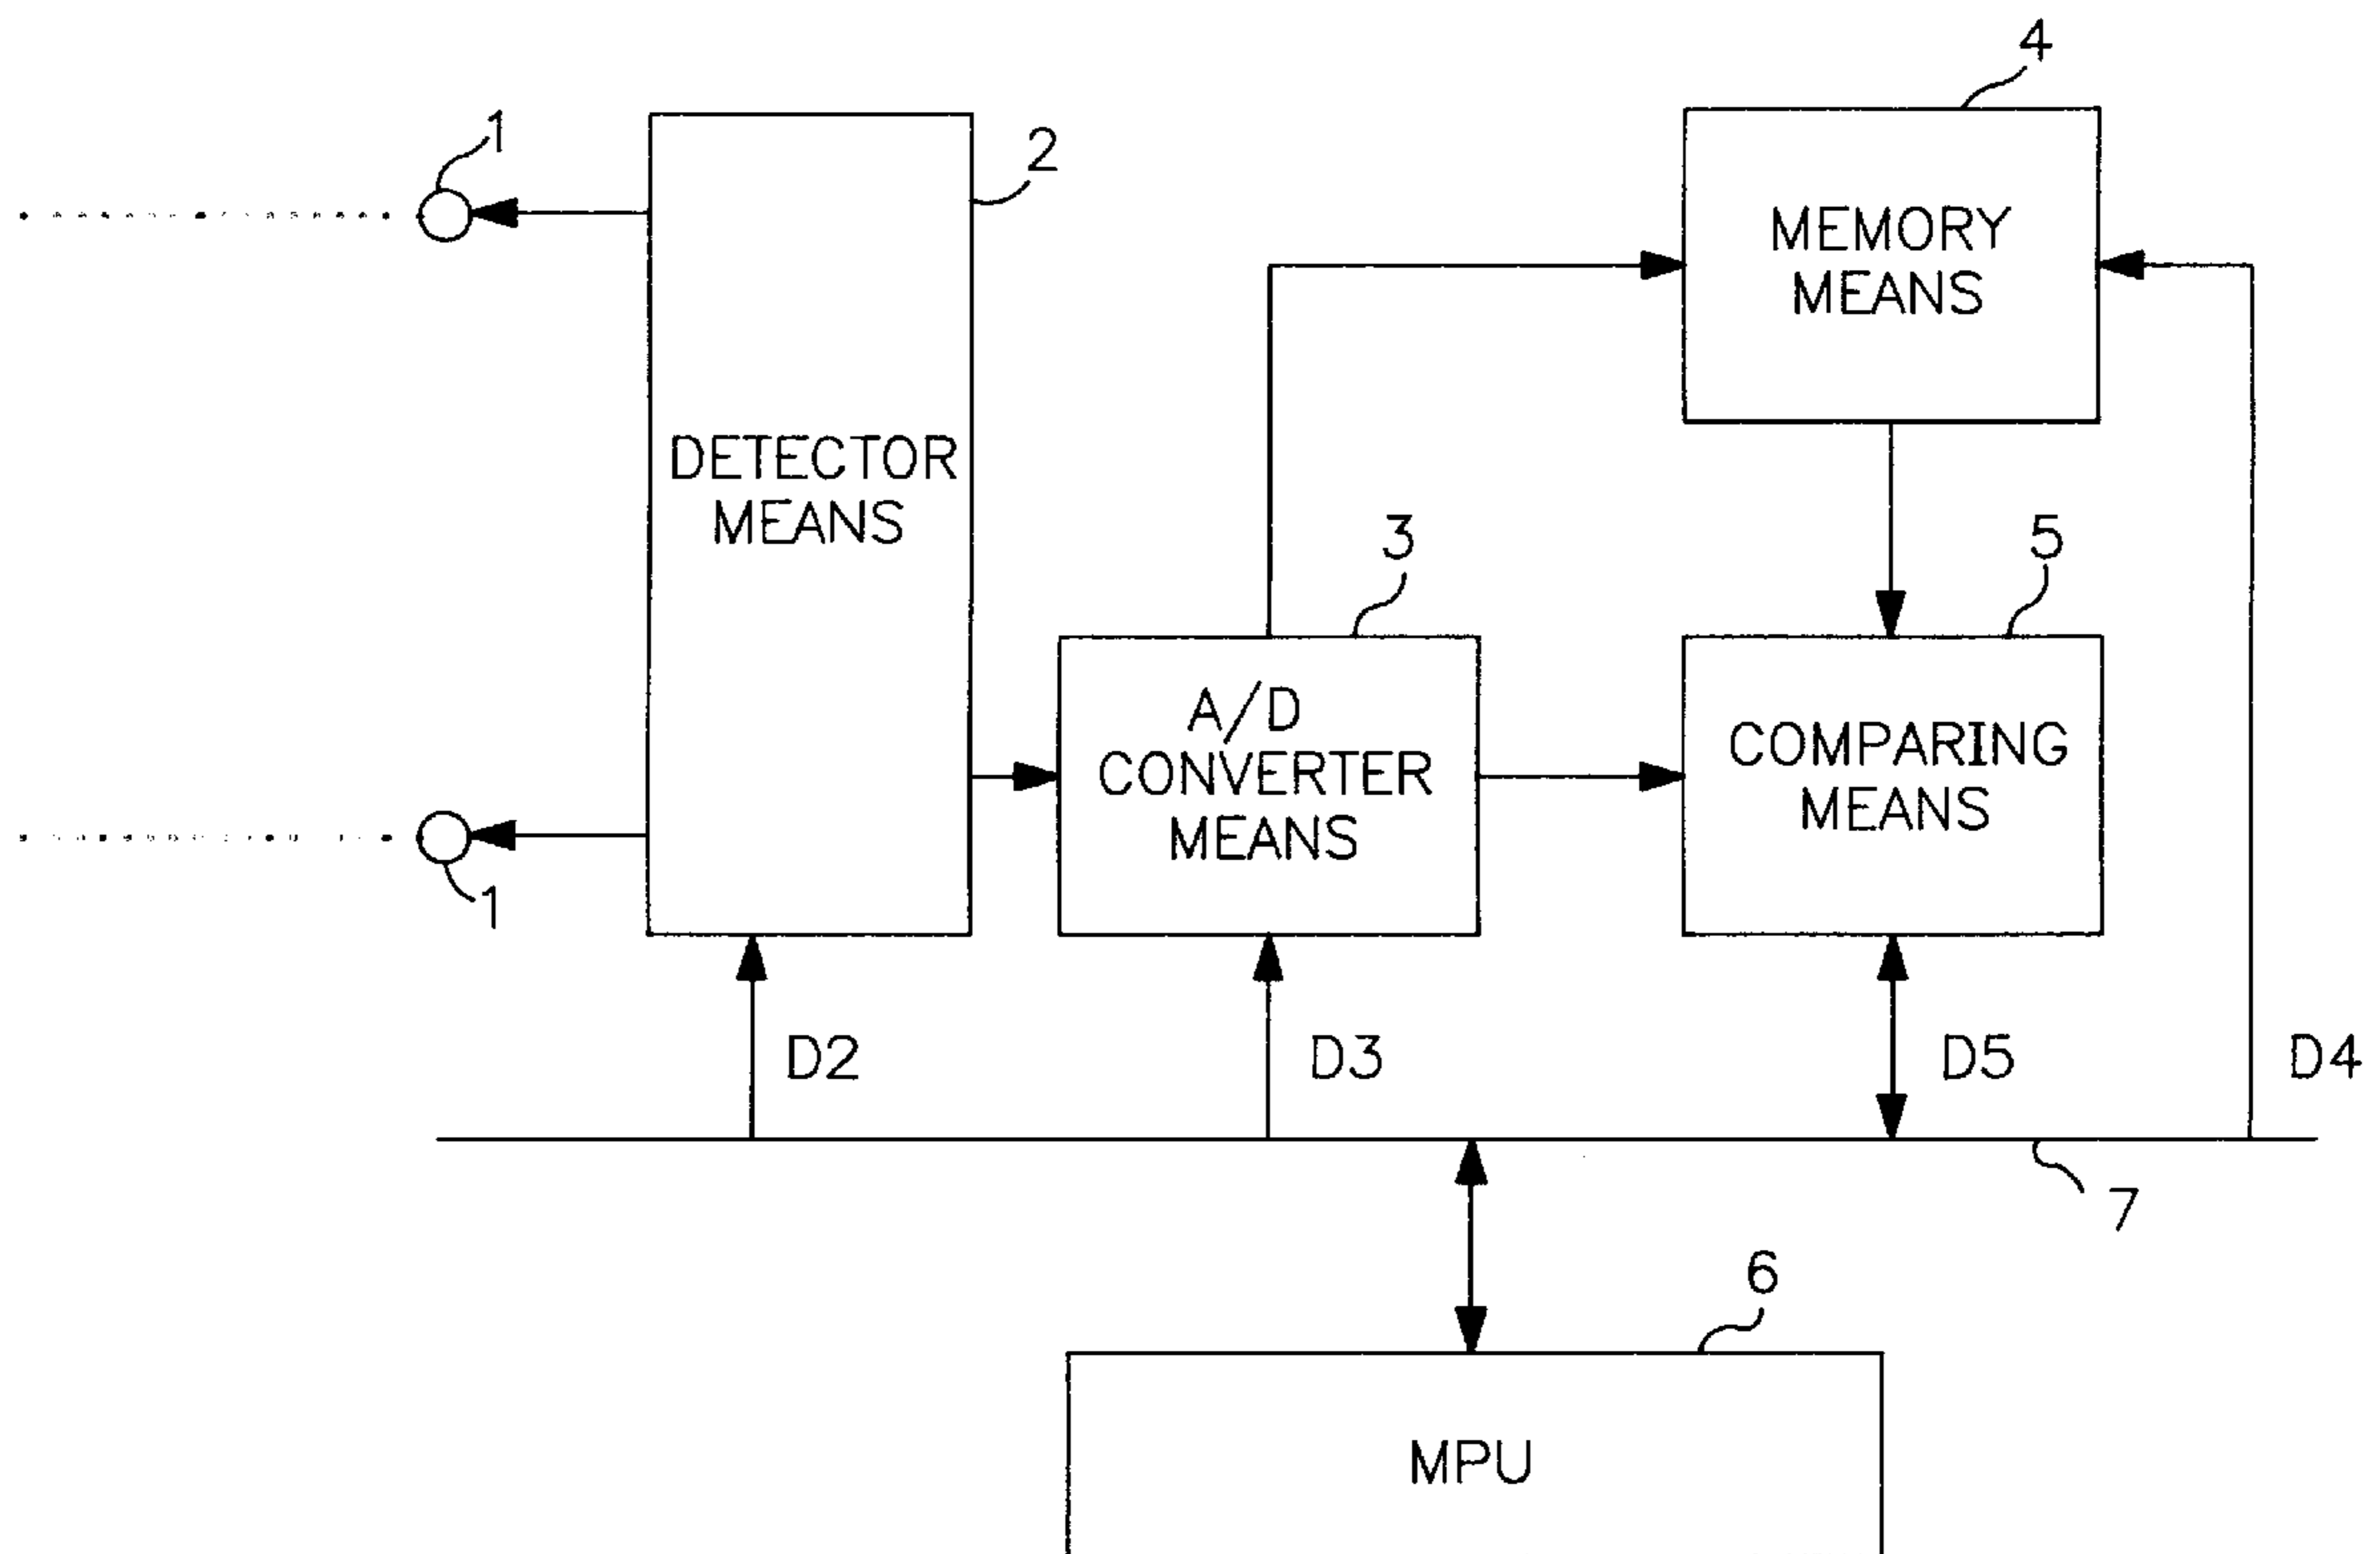 4
1
2
MEMORY
MEANS
DETECTOR
MEANS
3
5
A/D
CONVERTER
MEANS
COMPARING
MEANS
1
D2
D3
D5
D4
7
6
MPU